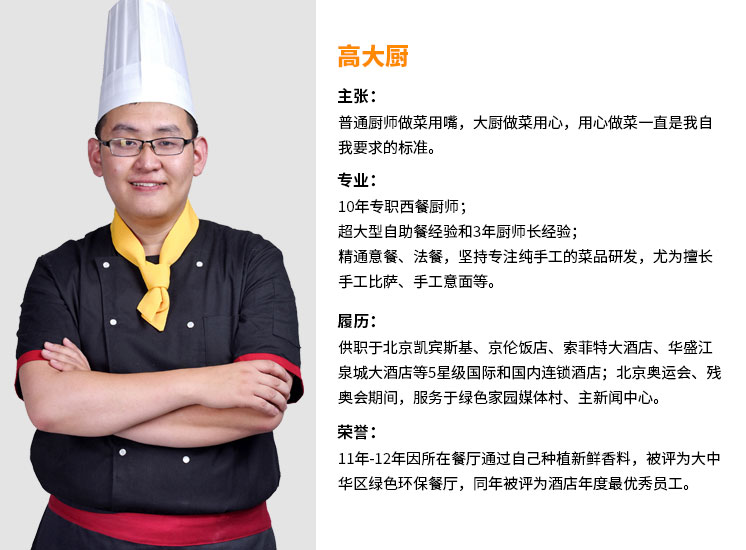 高大厨
主张：
普通厨师做菜用嘴，大厨做菜用心，用心做菜一直是我自
我要求的标准。
专业：
10年专职西餐厨师；
超大型自助餐经验和3年厨师长经验；
精通意餐、法餐，坚持专注纯手工的菜品研发，尤为擅长
手工比萨、手工意面等。
履历：
供职于北京凯宾斯基、京伦饭店、索菲特大酒店、华盛江
泉城大酒店等5星级国际和国内连锁酒店；北京奥运会、残
奥会期间，服务于绿色家园媒体村、主新闻中心。
荣誉：
11年-12年因所在餐厅通过自己种植新鲜香料，被评为大中
华区绿色环保餐厅，同年被评为酒店年度最优秀员工。